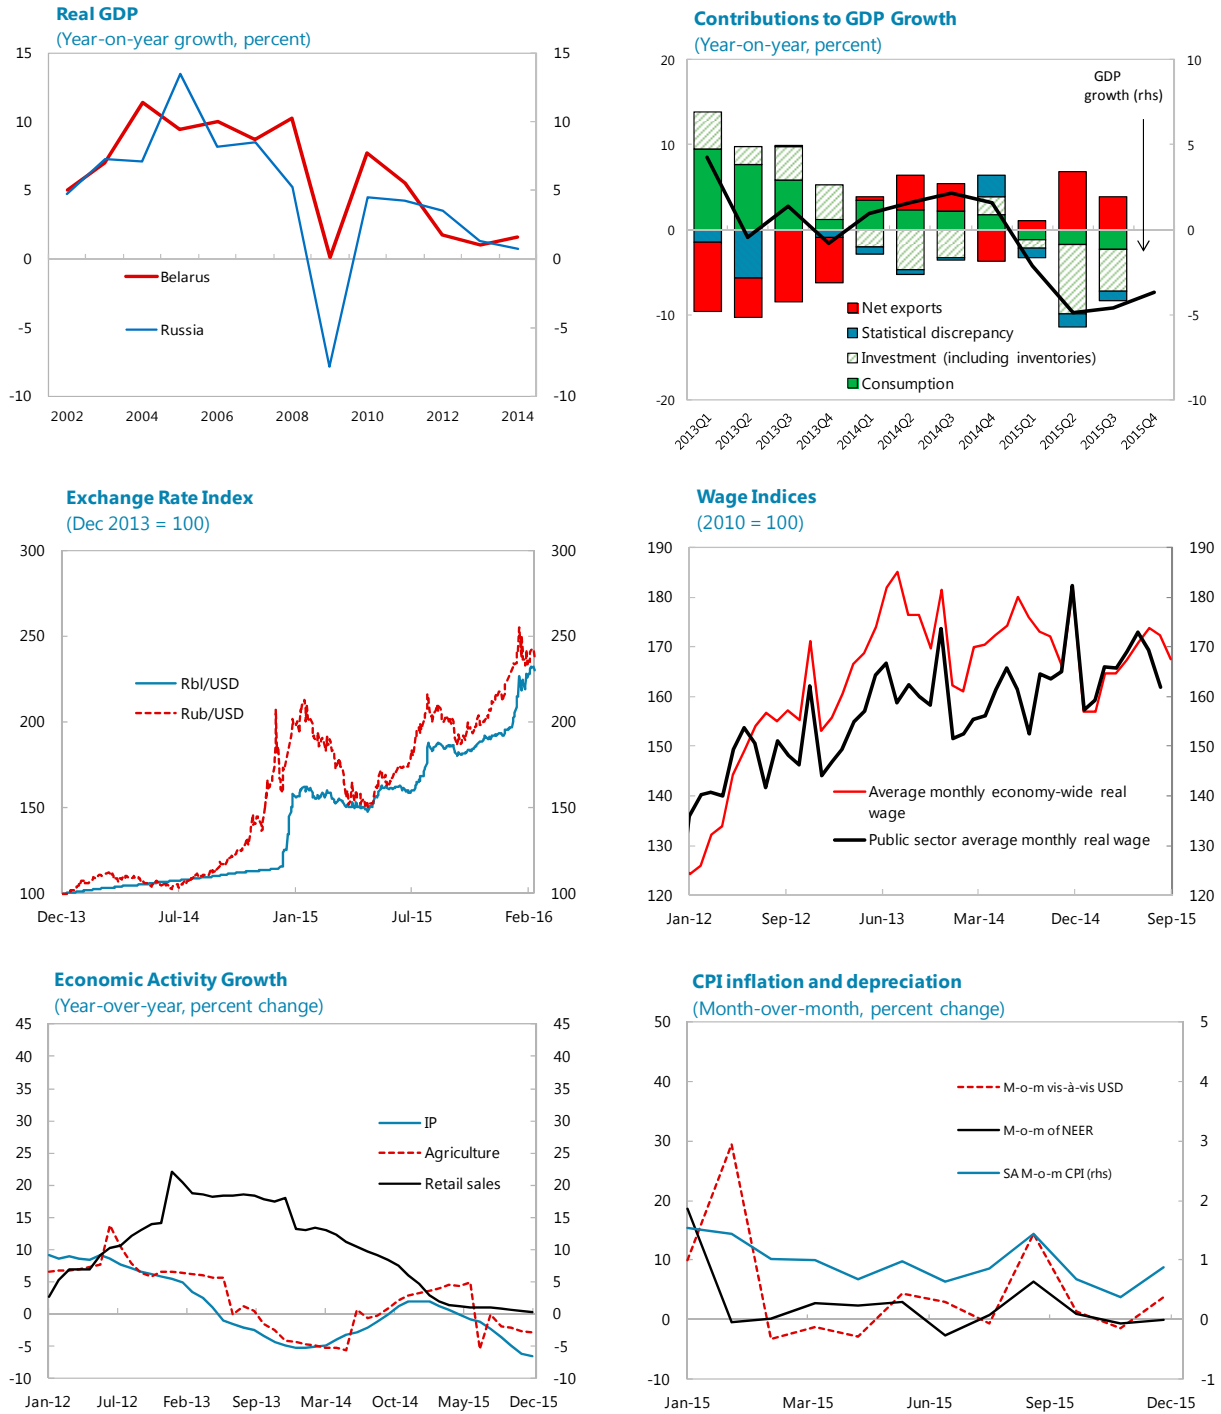 Real GDP
(Year-on-year growth, percent)
15 15
10 10
5 5
0 0
-5 -5
-10 -10
Belarus
Russia
2002 2004 2006 2008 2010 2012 2014
Contributions to GDP Growth
(Year-on-year, percent)
20 10
10 5
0 0
-10 -5
-20 -10
GDP
growth (rhs)
Net exports
Statistical discrepancy
Investment (including inventories)
Consumption
2013Q1 2013Q2 2013Q3 2013Q4 2014Q1 2014Q2 2014Q3 2014Q4 2015Q1 2015Q2 2015Q3 2015Q4
Exchange Rate Index
(Dec 2013 = 100)
300 300
250 250
200 200
150 150
100 100
Rbl/USD
Rub/USD
Dec-13 Jul-14 Jan-15 Jul-15 Feb-16
Wage Indices
(2010 = 100)
190 190
180 180
170 170
160 160
150 150
140 140
130 130
120 120
Average monthly economy-wide real
wage
Public sector average monthly real wage
Jan-12 Sep-12 Jun-13 Mar-14 Dec-14 Sep-15
Economic Activity Growth
(Year-over-year, percent change)
45 45
40 40
35 35
30 30
25 25
20 20
15 15
10 10
5 5
0 0
-5 -5
-10 -10
IP
Agriculture
Retail sales
Jan-12 Jul-12 Feb-13 Sep-13 Mar-14 Oct-14 May-15 Dec-15
CPI inflation and depreciation
(Month-over-month, percent change)
50 5
40 4
30 3
20 2
10 1
0 0
-10 -1
M-o-m vis-à-vis USD
M-o-m of NEER
SA M-o-m CPI (rhs)
Jan-15 Mar-15 Jun-15 Sep-15 Dec-15